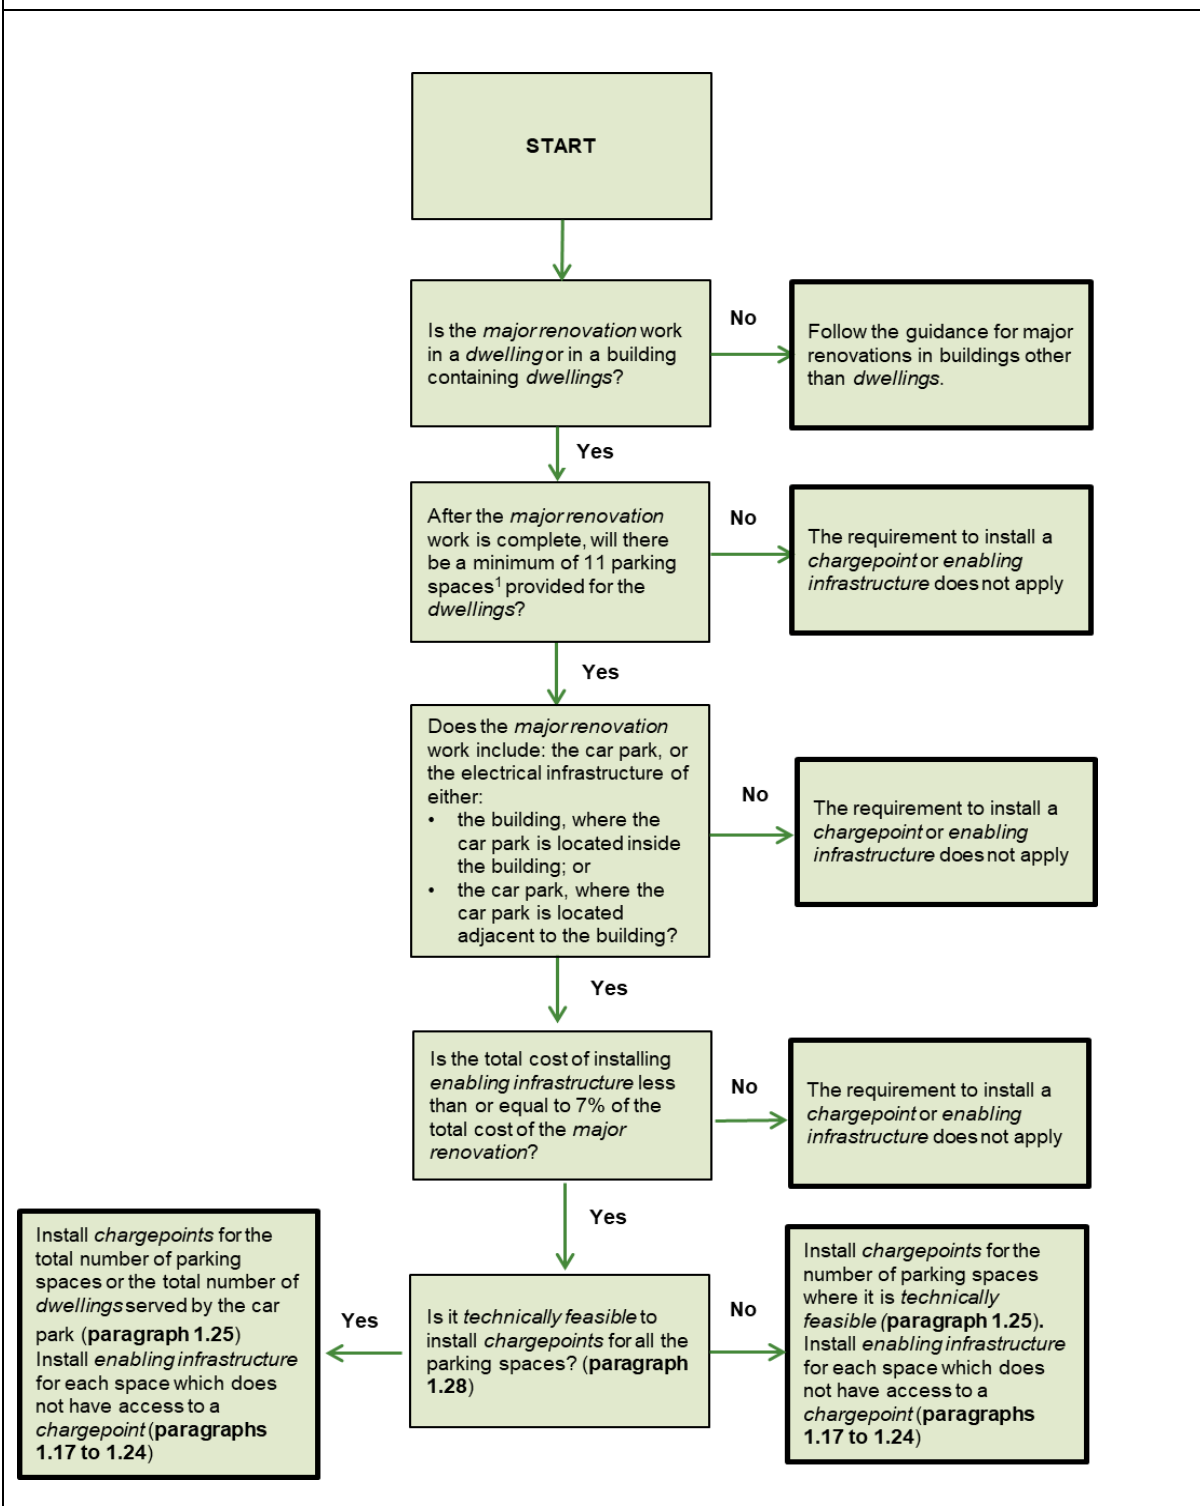 START
Is the major renovation work
in a dwelling or in a building
containing dwellings?
No
Follow the guidance for major
renovations in buildings other
than dwellings.
Yes
After the major renovation
work is complete, will there
be a minimum of 11 parking
spaces¹ provided for the
dwellings?
No
The requirement to install a
chargepoint or enabling
infrastructure does not apply
Yes
Does the major renovation
work include: the car park, or
the electrical infrastructure of
either:
• the building, where the
car park is located inside
the building; or
• the car park, where the
car park is located
adjacent to the building?
No
The requirement to install a
chargepoint or enabling
infrastructure does not apply
Yes
Is the total cost of installing
enabling infrastructure less
than or equal to 7% of the
total cost of the major
renovation?
No
The requirement to install a
chargepoint or enabling
infrastructure does not apply
Yes
Is it technically feasible to
install chargepoints for all the
parking spaces? (paragraph
1.28)
Yes
Install chargepoints for the
total number of parking
spaces or the total number of
dwellings served by the car
park (paragraph 1.25)
Install enabling infrastructure
for each space which does
not have access to a
chargepoint (paragraphs
1.17 to 1.24)
No
Install chargepoints for the
number of parking spaces
where it is technically
feasible (paragraph 1.25).
Install enabling infrastructure
for each space which does
not have access to a
chargepoint (paragraphs
1.17 to 1.24)